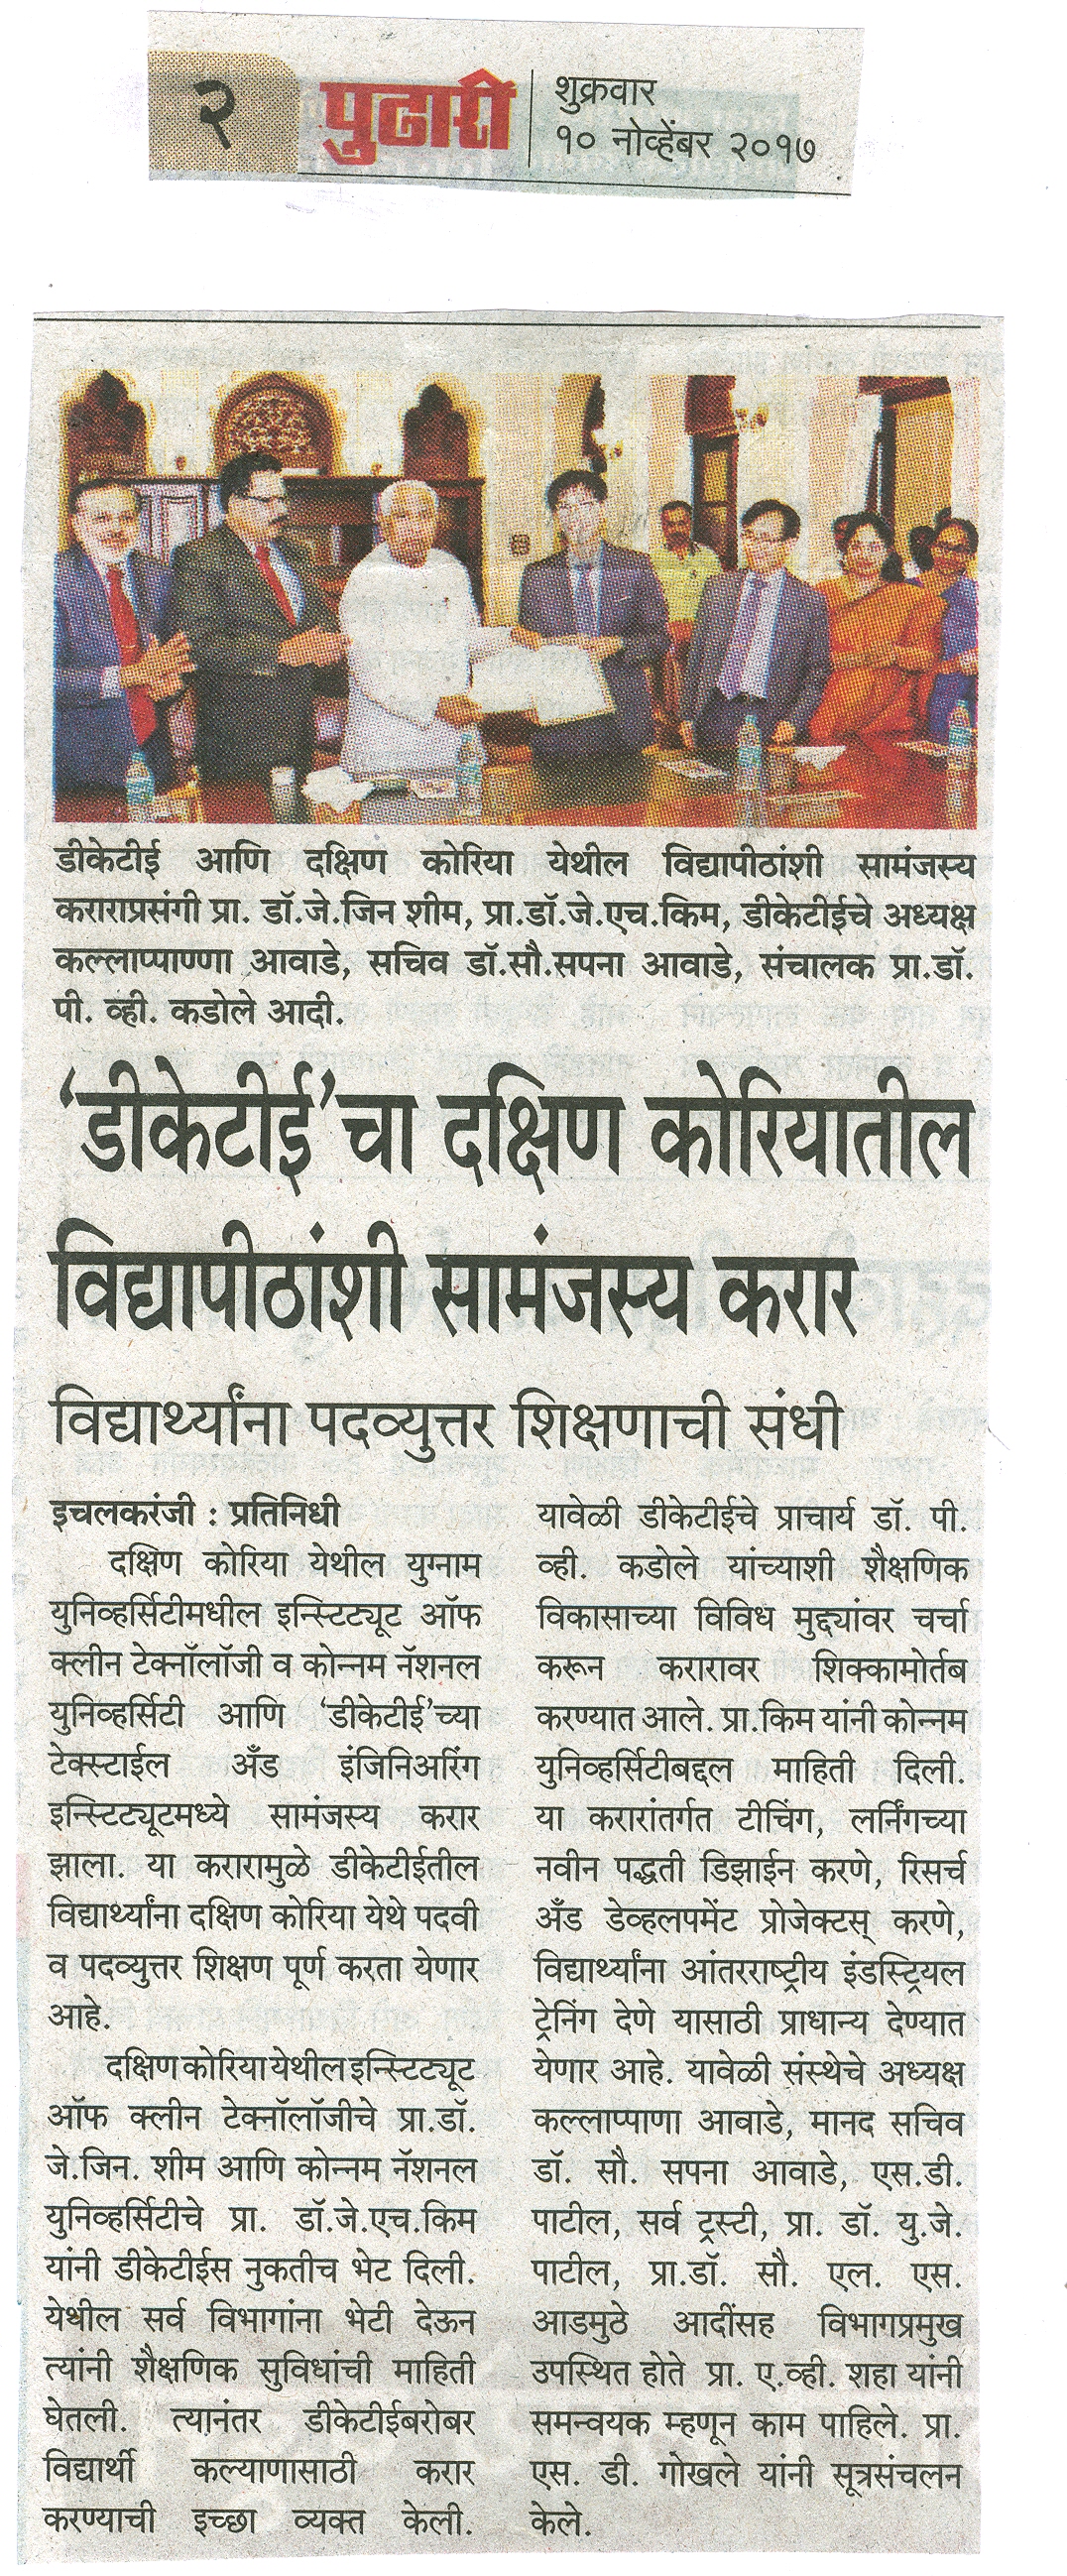 २
पुढारी
शुक्रवार
१० नोव्हेंबर २०१७
डीकेटीई आणि दक्षिण कोरिया येथील विद्यापीठांशी सामंजस्य
कराराप्रसंगी प्रा. डॉ.जे.जिन शीम, प्रा.डॉ.जे.एच.किम, डीकेटीईचे अध्यक्ष
कल्लाप्पाण्णा आवाडे, सचिव डॉ.सौ.सपना आवाडे, संचालक प्रा.डॉ.
पी. व्ही. कडोले आदी.
‘डीकेटीई’चा दक्षिण कोरियातील
विद्यापीठांशी सामंजस्य करार
विद्यार्थ्यांना पदव्युत्तर शिक्षणाची संधी
इचलकरंजी : प्रतिनिधी
दक्षिण कोरिया येथील युग्नाम
युनिव्हर्सिटीमधील इन्स्टिट्यूट ऑफ
क्लीन टेक्नॉलॉजी व कोन्नम नॅशनल
युनिव्हर्सिटी आणि ‘डीकेटीई’च्या
टेक्स्टाईल अँड इंजिनिअरिंग
इन्स्टिट्यूटमध्ये सामंजस्य करार
झाला. या करारामुळे डीकेटीईतील
विद्यार्थ्यांना दक्षिण कोरिया येथे पदवी
व पदव्युत्तर शिक्षण पूर्ण करता येणार
आहे.
दक्षिण कोरिया येथील इन्स्टिट्यूट
ऑफ क्लीन टेक्नॉलॉजीचे प्रा.डॉ.
जे.जिन. शीम आणि कोन्नम नॅशनल
युनिव्हर्सिटीचे प्रा. डॉ.जे.एच.किम
यांनी डीकेटीईस नुकतीच भेट दिली.
येथील सर्व विभागांना भेटी देऊन
त्यांनी शैक्षणिक सुविधांची माहिती
घेतली. त्यानंतर डीकेटीईबरोबर
विद्यार्थी कल्याणासाठी करार
करण्याची इच्छा व्यक्त केली.
यावेळी डीकेटीईचे प्राचार्य डॉ. पी.
व्ही. कडोले यांच्याशी शैक्षणिक
विकासाच्या विविध मुद्द्यांवर चर्चा
करून करारावर शिक्कामोर्तब
करण्यात आले. प्रा.किम यांनी कोन्नम
युनिव्हर्सिटीबद्दल माहिती दिली.
या करारांतर्गत टीचिंग, लर्निंगच्या
नवीन पद्धती डिझाईन करणे, रिसर्च
अँड डेव्हलपमेंट प्रोजेक्टस् करणे,
विद्यार्थ्यांना आंतरराष्ट्रीय इंडस्ट्रियल
ट्रेनिंग देणे यासाठी प्राधान्य देण्यात
येणार आहे. यावेळी संस्थेचे अध्यक्ष
कल्लाप्पाणा आवाडे, मानद सचिव
डॉ. सौ. सपना आवाडे, एस.डी.
पाटील, सर्व ट्रस्टी, प्रा. डॉ. यु.जे.
पाटील, प्रा.डॉ. सौ. एल. एस.
आडमुठे आदींसह विभागप्रमुख
उपस्थित होते प्रा. ए.व्ही. शहा यांनी
समन्वयक म्हणून काम पाहिले. प्रा.
एस. डी. गोखले यांनी सूत्रसंचलन
केले.